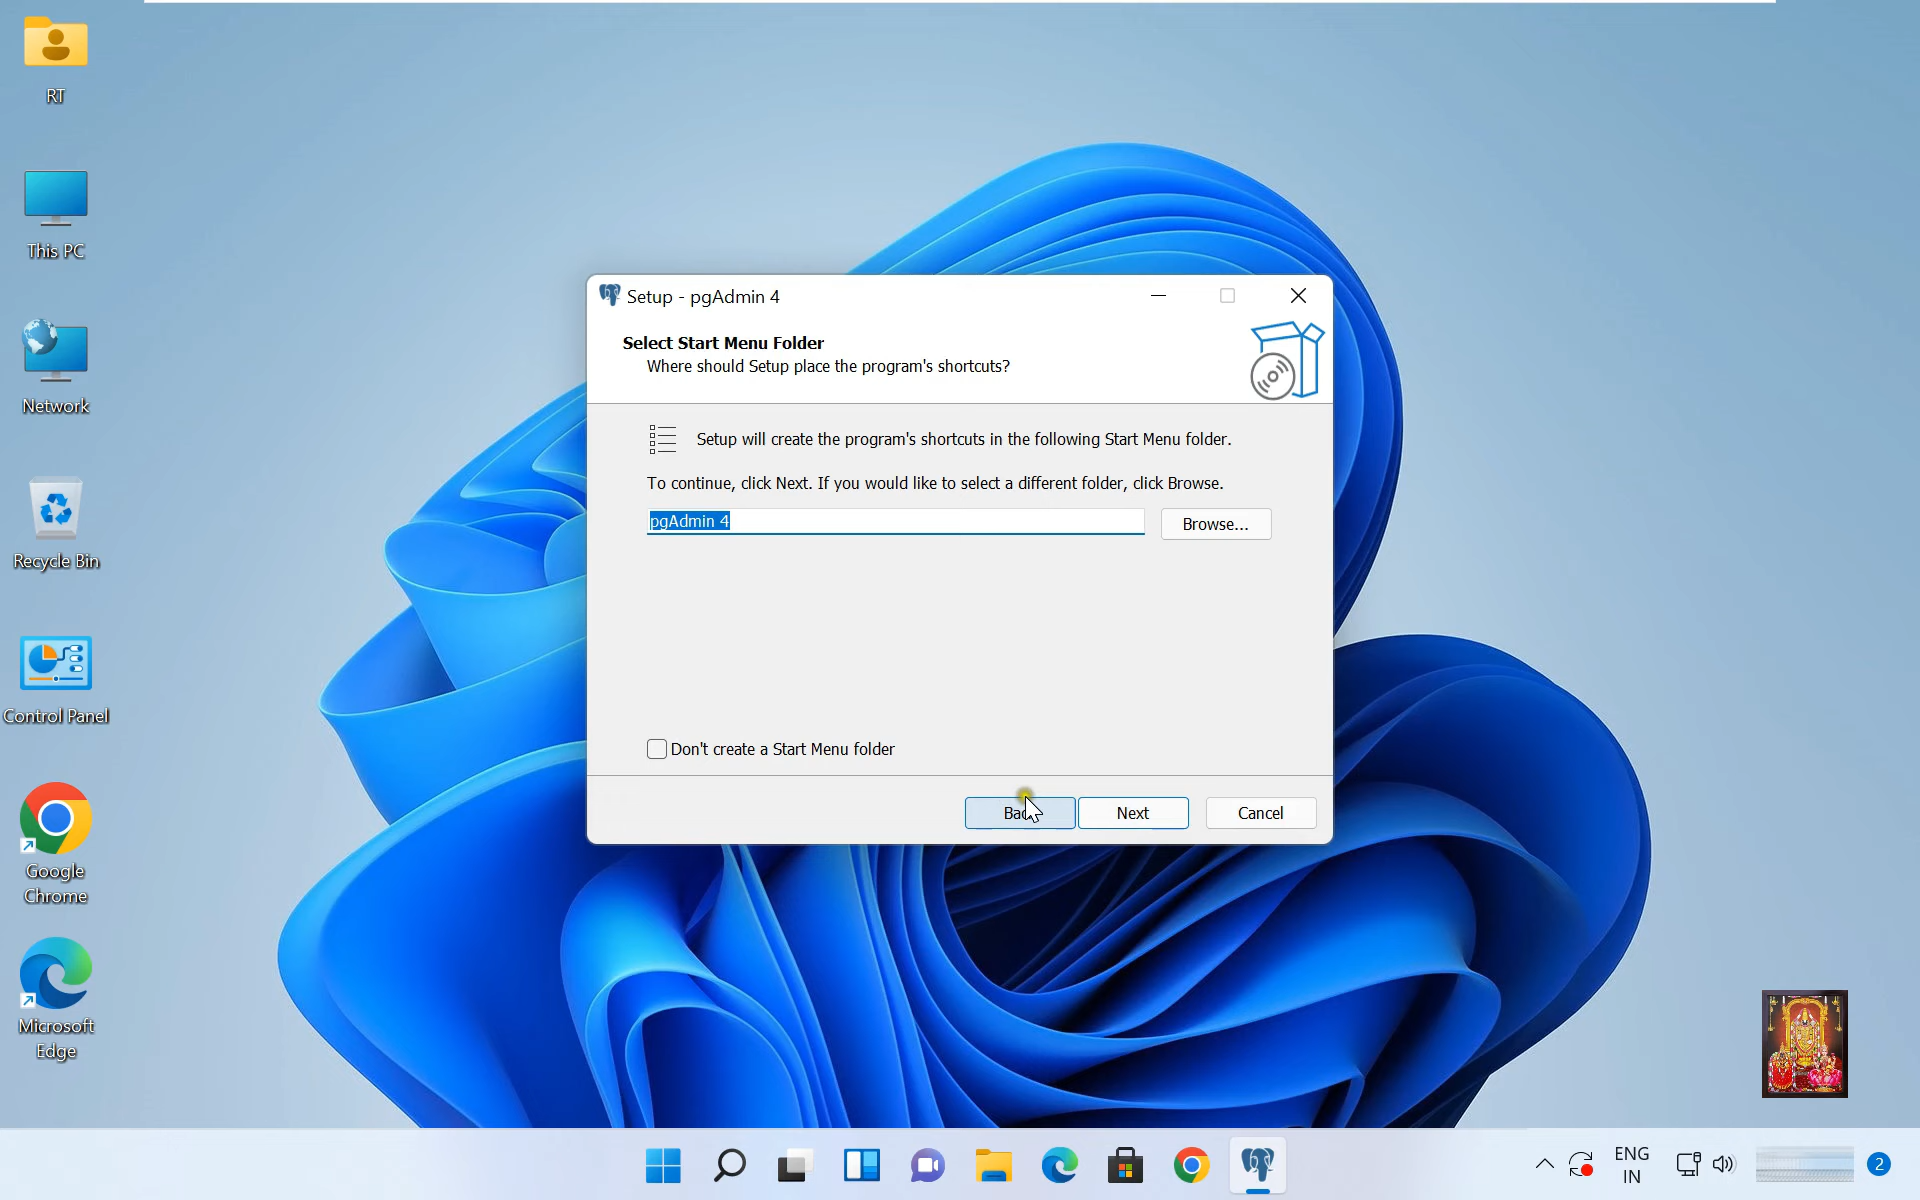 RT
This PC
Network
Recycle Bin
Control Panel
Google
Chrome
Microsoft
Edge
Setup - pgAdmin 4
Select Start Menu Folder
Where should Setup place the program's shortcuts?
Setup will create the program's shortcuts in the following Start Menu folder.
To continue, click Next. If you would like to select a different folder, click Browse.
pgAdmin 4
Browse...
Don't create a Start Menu folder
Next
Cancel
ENG
IN
2